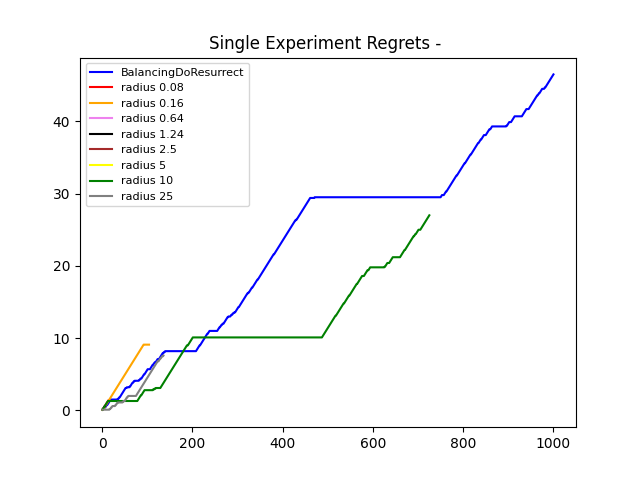 Single Experiment Regrets -
BalancingDoResurrect
radius 0.08
radius 0.16
radius 0.64
radius 1.24
radius 2.5
radius 5
radius 10
radius 25
40
30
20
10
0
0 200 400 600 800 1000